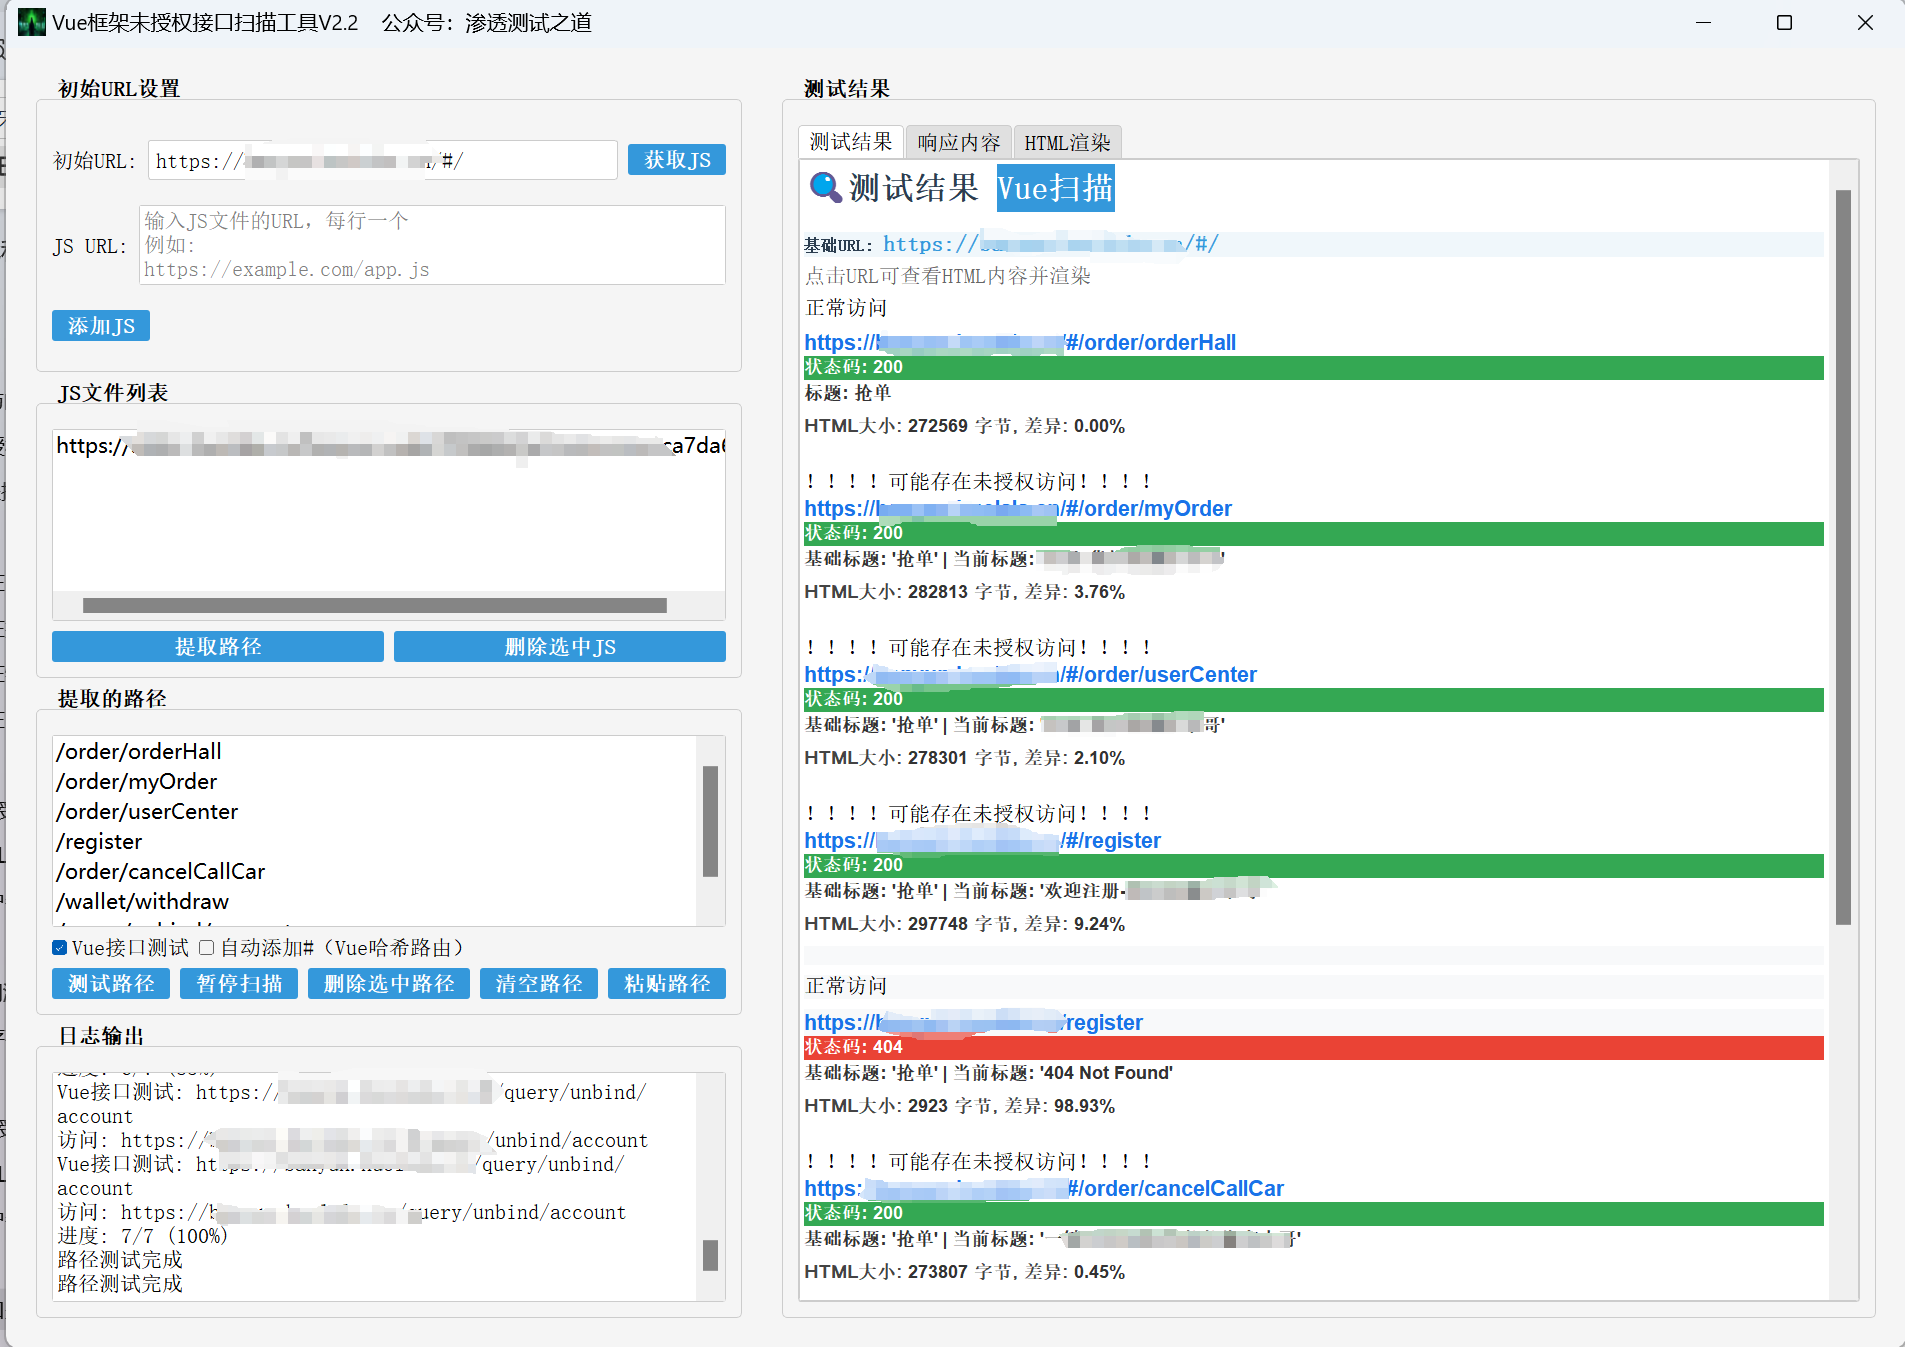 Vue框架未授权接口扫描工具V2.2 公众号：渗透测试之道
初始URL设置
初始URL: https:// /#/ 获取JS
JS URL: 输入JS文件的URL，每行一个
例如:
https://example.com/app.js
添加JS
JS文件列表
https:// ca7da
提取路径 删除选中JS
提取的路径
/order/orderHall
/order/myOrder
/order/userCenter
/register
/order/cancelCallCar
/wallet/withdraw
Vue接口测试 自动添加#（Vue哈希路由）
测试路径 暂停扫描 删除选中路径 清空路径 粘贴路径
日志输出
Vue接口测试: https:// /query/unbind/
account
访问: https:// /unbind/account
Vue接口测试: /query/unbind/
account
访问: https:// /query/unbind/account
进度: 7/7 (100%)
路径测试完成
路径测试完成
测试结果
测试结果 响应内容 HTML渲染
测试结果 Vue扫描
基础URL: https:// /#/
点击URL可查看HTML内容并渲染
正常访问
https:// /#/order/orderHall
状态码: 200
标题: 抢单
HTML大小: 272569 字节, 差异: 0.00%
！！！！可能存在未授权访问！！！！
https:// /#/order/myOrder
状态码: 200
基础标题: '抢单' | 当前标题:
HTML大小: 282813 字节, 差异: 3.76%
！！！！可能存在未授权访问！！！！
https:// /#/order/userCenter
状态码: 200
基础标题: '抢单' | 当前标题: 哥'
HTML大小: 278301 字节, 差异: 2.10%
！！！！可能存在未授权访问！！！！
https:// /#/register
状态码: 200
基础标题: '抢单' | 当前标题: '欢迎注册-
HTML大小: 297748 字节, 差异: 9.24%
正常访问
https:// /register
状态码: 404
基础标题: '抢单' | 当前标题: '404 Not Found'
HTML大小: 2923 字节, 差异: 98.93%
！！！！可能存在未授权访问！！！！
https: #/order/cancelCallCar
状态码: 200
基础标题: '抢单' | 当前标题: '一
HTML大小: 273807 字节, 差异: 0.45%